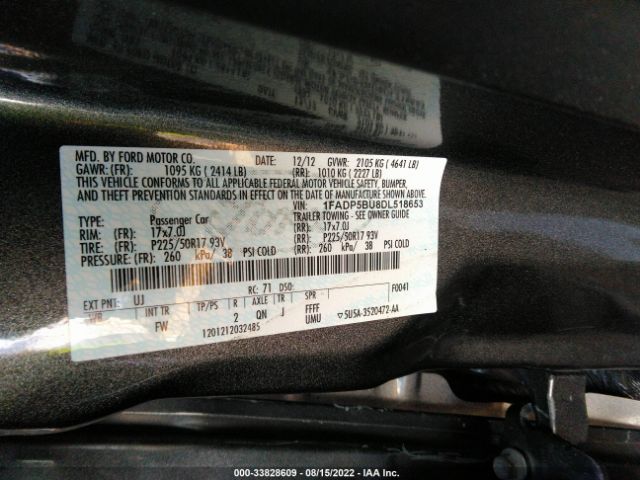 MFD. BY FORD MOTOR CO. DATE: 12/12 GVWR: 2105 KG ( 4641 LB)
GAWR: (FR): 1095 KG ( 2414 LB) (RR): 1010 KG ( 2227 LB)
THIS VEHICLE CONFORMS TO ALL APPLICABLE FEDERAL MOTOR VEHICLE SAFETY, BUMPER,
AND THEFT PREVENTION STANDARDS IN EFFECT ON THE DATE OF MANUFACTURE SHOWN ABOVE.
VIN: 1FADP5BU8DL518653
TYPE: Passenger Car TRAILER TOWING - SEE OWNER GUIDE
RIM: (FR): 17x7.0J (RR): 17x7.0J
TIRE: (FR): P225/50R17 93V (RR): P225/50R17 93V
PRESSURE: (FR): 260 kPa/ 38 PSI COLD (RR): 260 kPa/ 38 PSI COLD
EXT PNT: UJ RC: 71 DSO: F0041
WB INT TR TP/PS R AXLE TR SPR
FW 2 QN J FFFF
UMU
1201212032485 ▽5U5A-3520472-AA
000-33828609 - 08/15/2022 - IAA Inc.